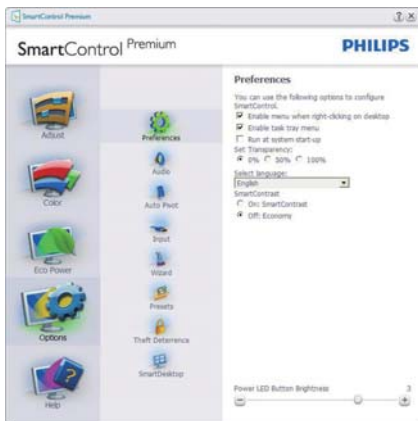 SmartControl Premium
SmartControl Premium
PHILIPS
Adjust
Color
Eco Power
Options
Help
Preferences
Audio
Auto Pivot
Input
Wizard
Presets
Theft Deterrence
SmartDesktop
Preferences
You can use the following options to configure
SmartControl.
Enable menu when right-clicking on desktop
Enable task tray menu
Run at system start-up
Set Transparency:
0% 50% 100%
Select language:
English
SmartContrast
On: SmartContrast
Off: Economy
Power LED Button Brightness 3